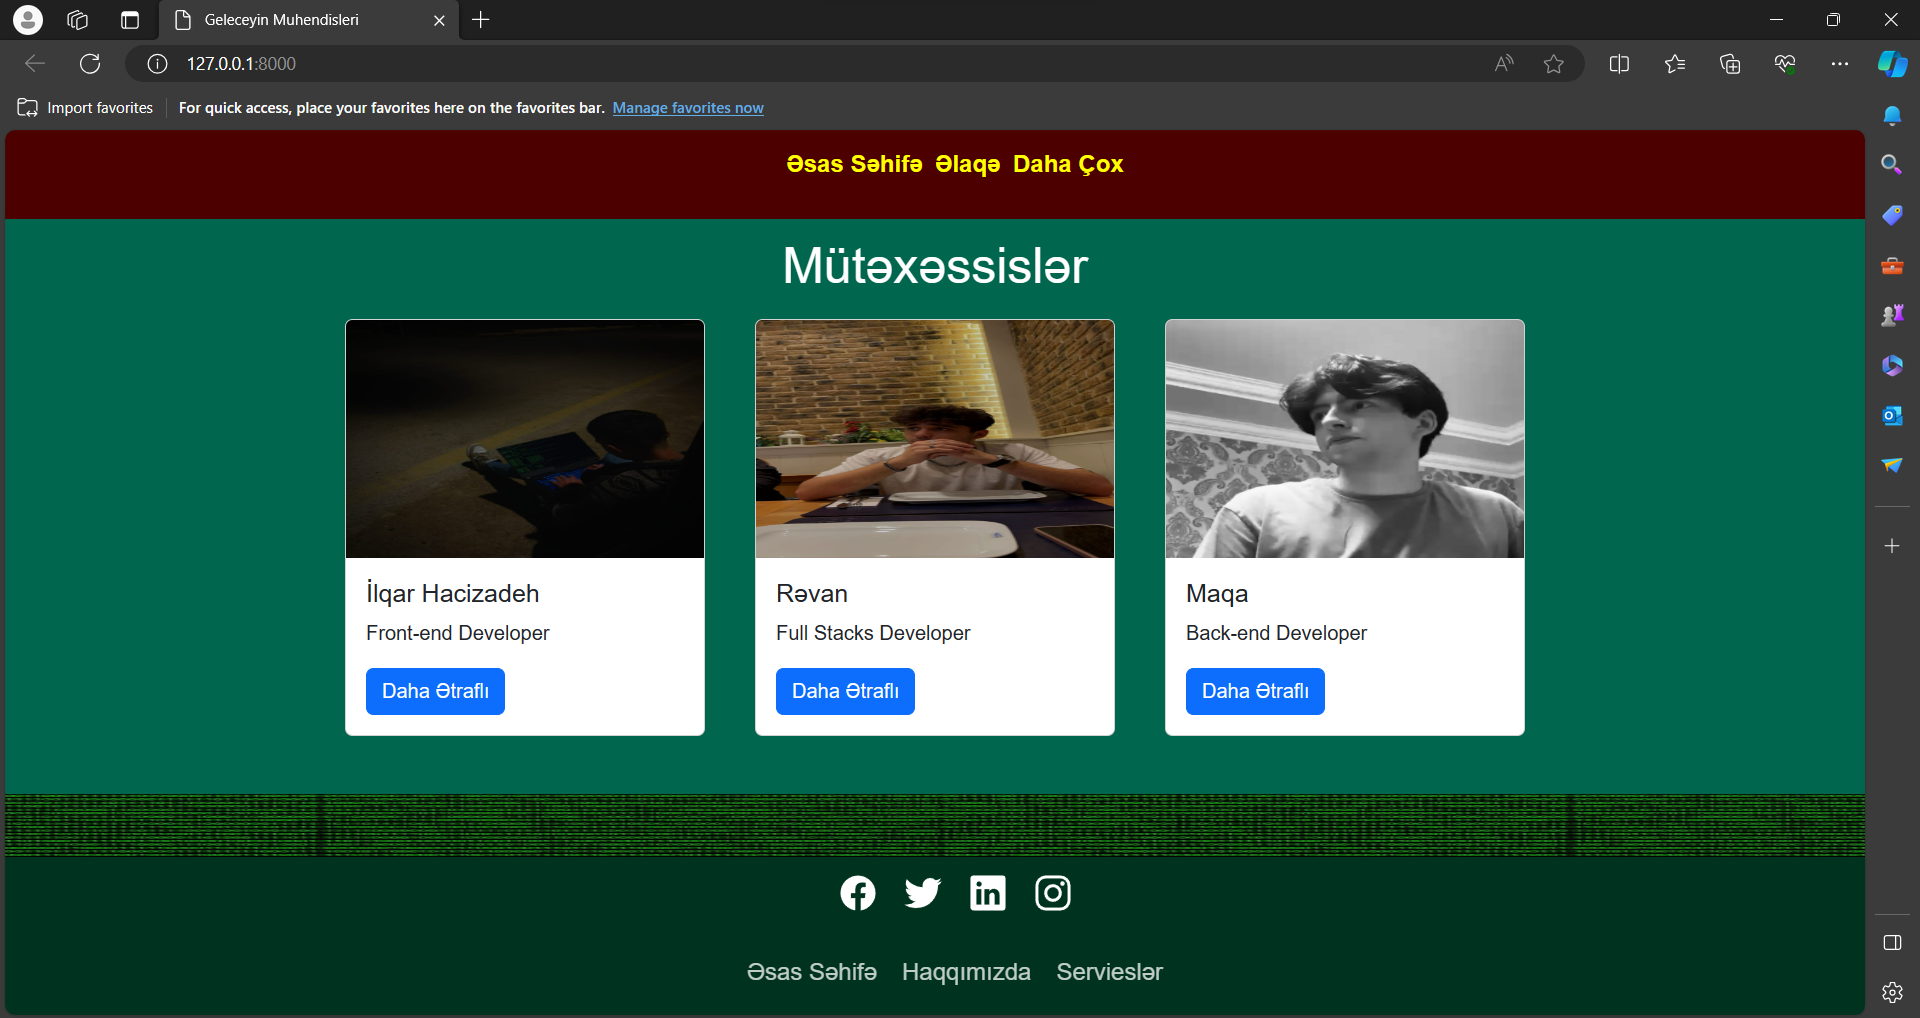 Geleceyin Muhendisleri
127.0.0.1:8000
Import favorites For quick access, place your favorites here on the favorites bar. Manage favorites now
Əsas Səhifə Əlaqə Daha Çox
Mütəxəssislər
İlqar Hacizadeh
Front-end Developer
Daha Ətraflı
Rəvan
Full Stacks Developer
Daha Ətraflı
Maqa
Back-end Developer
Daha Ətraflı
Əsas Səhifə Haqqımızda Servieslər